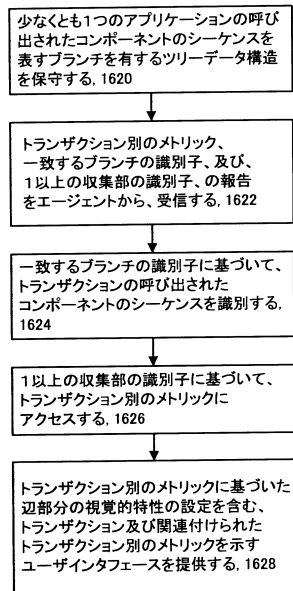 少なくとも1つのアプリケーションの呼び
出されたコンポーネントのシーケンスを
表すブランチを有するツリーデータ構造
を保守する, 1620
トランザクション別のメトリック、
一致するブランチの識別子、及び、
1以上の収集部の識別子、の報告
をエージェントから、受信する, 1622
一致するブランチの識別子に基づいて、
トランザクションの呼び出された
コンポーネントのシーケンスを識別する,
1624
1以上の収集部の識別子に基づいて、
トランザクション別のメトリックに
アクセスする, 1626
トランザクション別のメトリックに基づいた
辺部分の視覚的特性の設定を含む、
トランザクション及び関連付けられた
トランザクション別のメトリックを示す
ユーザインタフェースを提供する, 1628